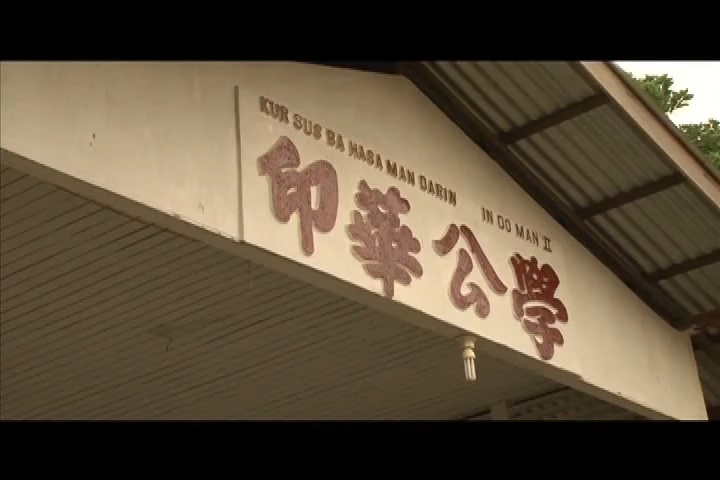 KUR SUS BA HASA MAN DARIN IN DO MAN II
印華公學